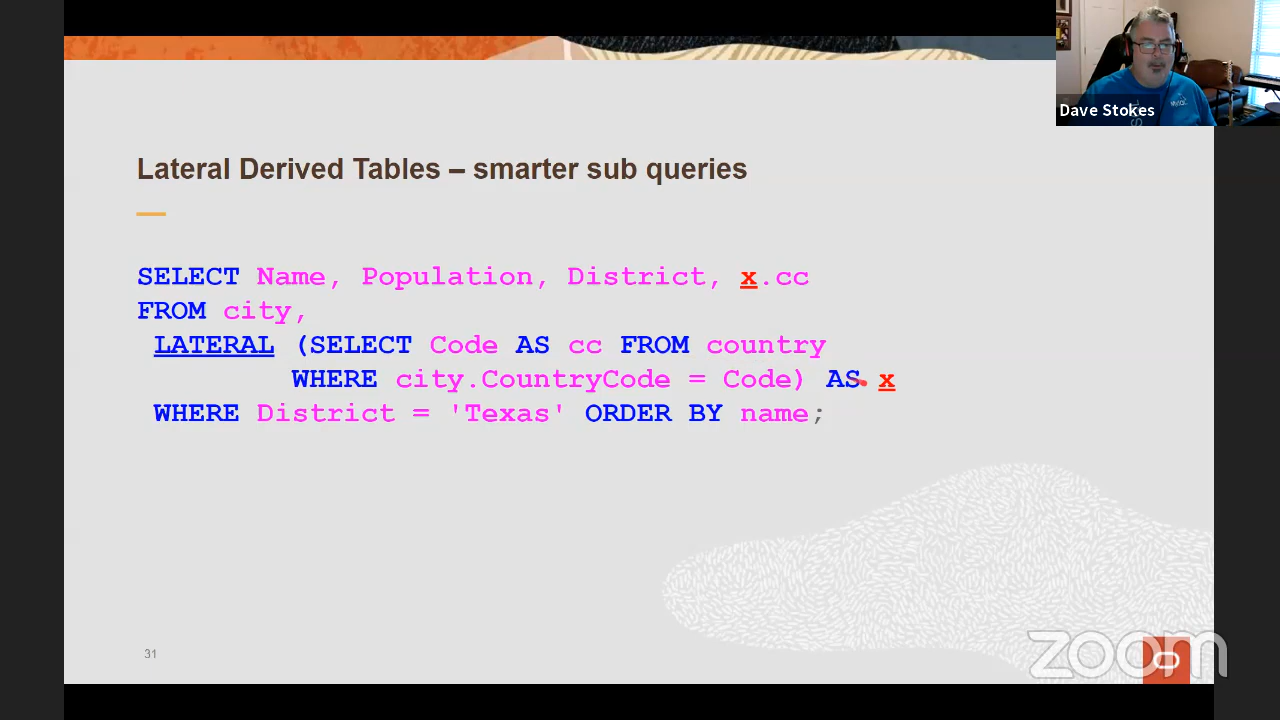 Dave Stokes
Lateral Derived Tables – smarter sub queries
SELECT Name, Population, District, x.cc
FROM city,
LATERAL (SELECT Code AS cc FROM country
WHERE city.CountryCode = Code) AS x
WHERE District = 'Texas' ORDER BY name;
31
zoom